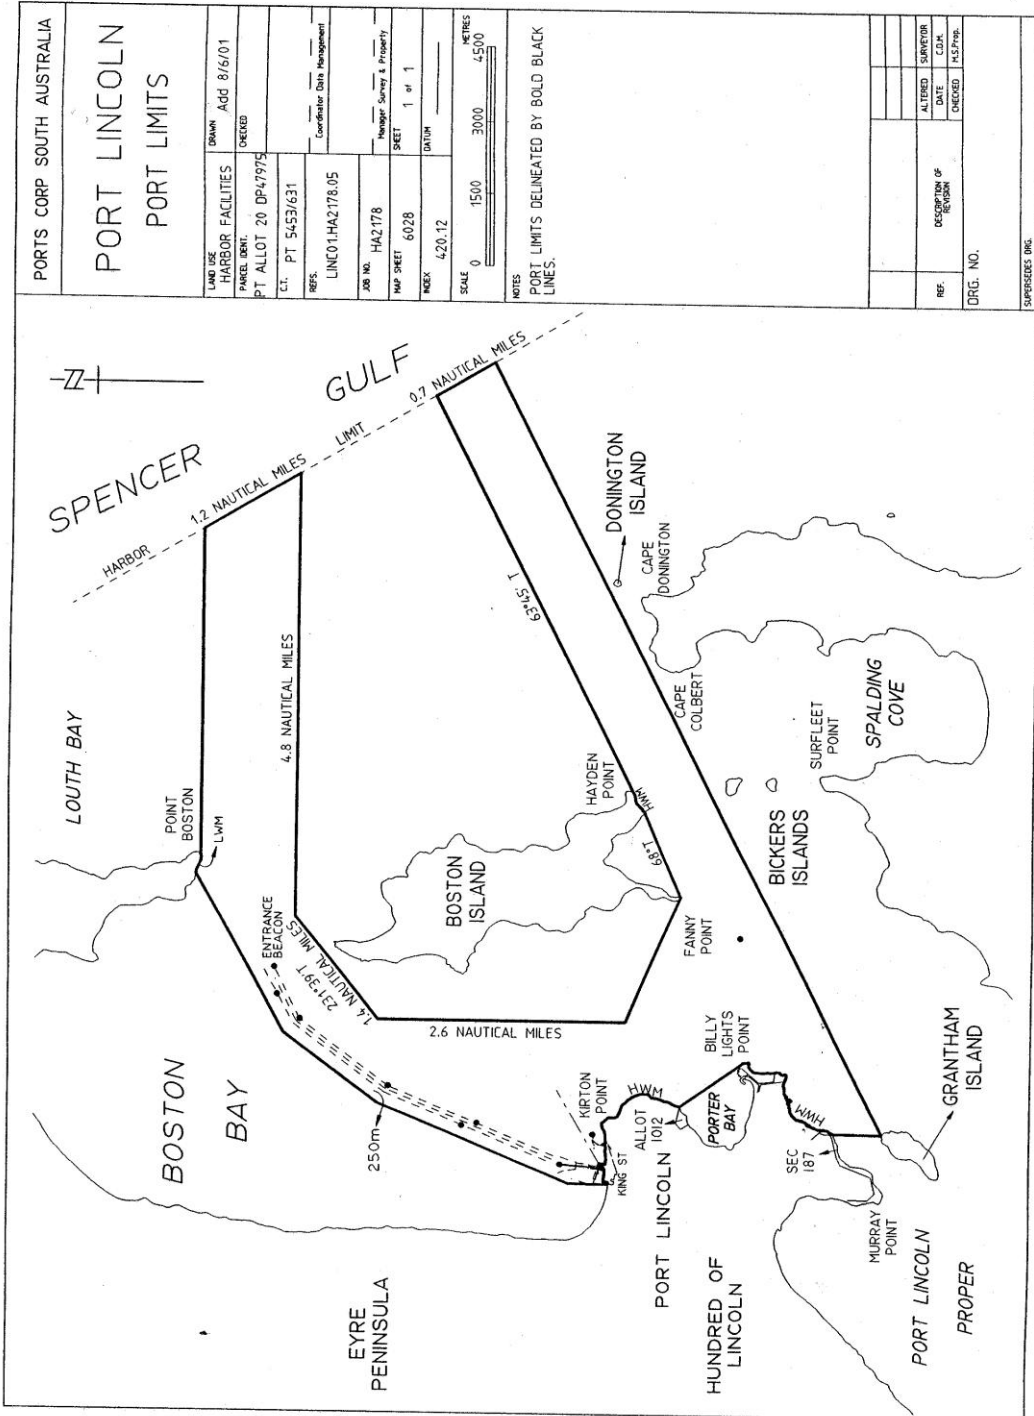 PORTS CORP SOUTH AUSTRALIA
PORT LINCOLN
PORT LIMITS
LAND USE
HARBOR FACILITIES
DRAWN Add 8/6/01
PARCEL IDENT.
PT ALLOT 20 DP47975
CHECKED
C.T. PT 5453/631
REFS.
LINC01.HA2178.05
Coordinator Data Management
JOB NO. HA2178
Manager Survey & Property
MAP SHEET 6028
SHEET 1 of 1
INDEX 420.12
DATUM
SCALE 0 1500 3000 4500
METRES
NOTES
PORT LIMITS DELINEATED BY BOLD BLACK
LINES.
REF.
DESCRIPTION OF
REVISION
ALTERED
DATE
CHECKED
SURVEYOR
C.D.M.
M.S.Prop.
DRG. NO.
SUPERSEDES DRG.
N
SPENCER
GULF
HARBOR
LIMIT
1.2 NAUTICAL MILES
0.7 NAUTICAL MILES
LOUTH BAY
POINT
BOSTON
LWM
4.8 NAUTICAL MILES
63°45' T
DONINGTON
ISLAND
CAPE
DONINGTON
CAPE
COLBERT
HAYDEN
POINT
HWM
68°T
BOSTON
ISLAND
ENTRANCE
BEACON
231°39'T
1.4 NAUTICAL MILES
2.6 NAUTICAL MILES
FANNY
POINT
BICKERS
ISLANDS
SURFLEET
POINT
SPALDING
COVE
BOSTON
BAY
250m
KIRTON
POINT
KING ST
HWM
ALLOT
1012
BILLY
LIGHTS
POINT
PORTER
BAY
HWM
SEC
187
GRANTHAM
ISLAND
MURRAY
POINT
EYRE
PENINSULA
PORT LINCOLN
HUNDRED OF
LINCOLN
PORT LINCOLN
PROPER